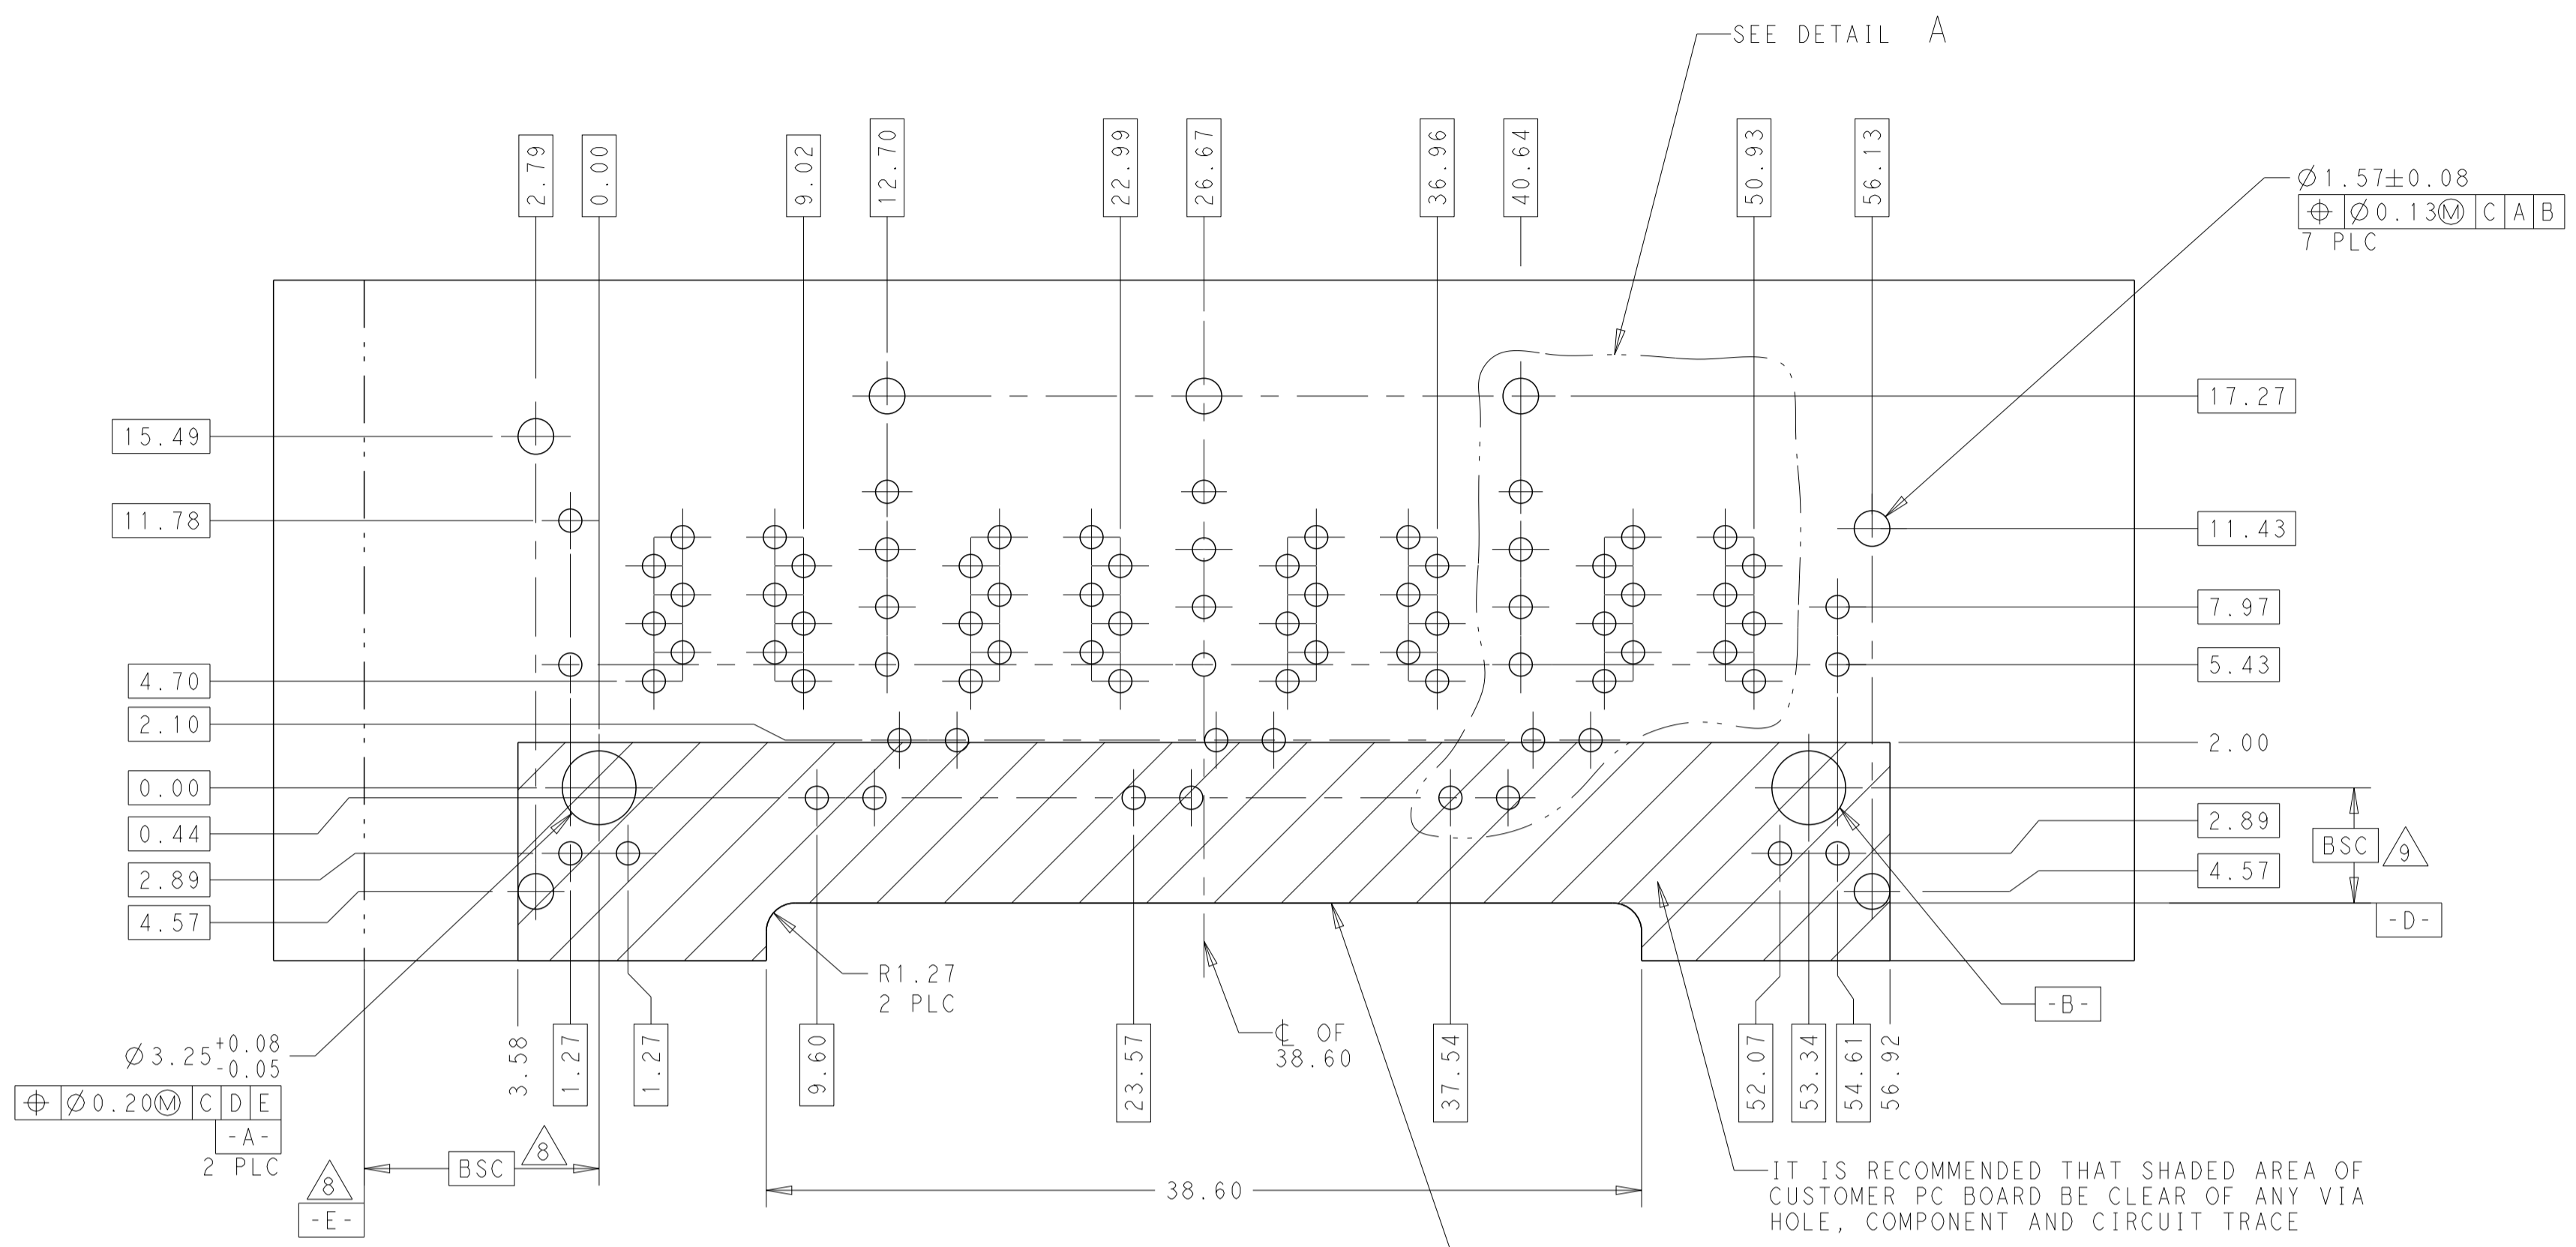 SEE DETAIL A
2.79
0.00
9.02
12.70
22.99
26.67
36.96
40.64
50.93
56.13
Ø1.57±0.08
⌖ Ø0.13Ⓜ C A B
7 PLC
15.49
11.78
4.70
2.10
0.00
0.44
2.89
4.57
17.27
11.43
7.97
5.43
2.00
2.89
4.57
BSC 9
-D-
-B-
R1.27
2 PLC
℄ OF
38.60
Ø3.25 +0.08
-0.05
⌖ Ø0.20Ⓜ C D E
-A-
2 PLC
3.58
1.27
1.27
9.60
23.57
37.54
52.07
53.34
54.61
56.92
8
-E-
BSC 8
38.60
IT IS RECOMMENDED THAT SHADED AREA OF
CUSTOMER PC BOARD BE CLEAR OF ANY VIA
HOLE, COMPONENT AND CIRCUIT TRACE